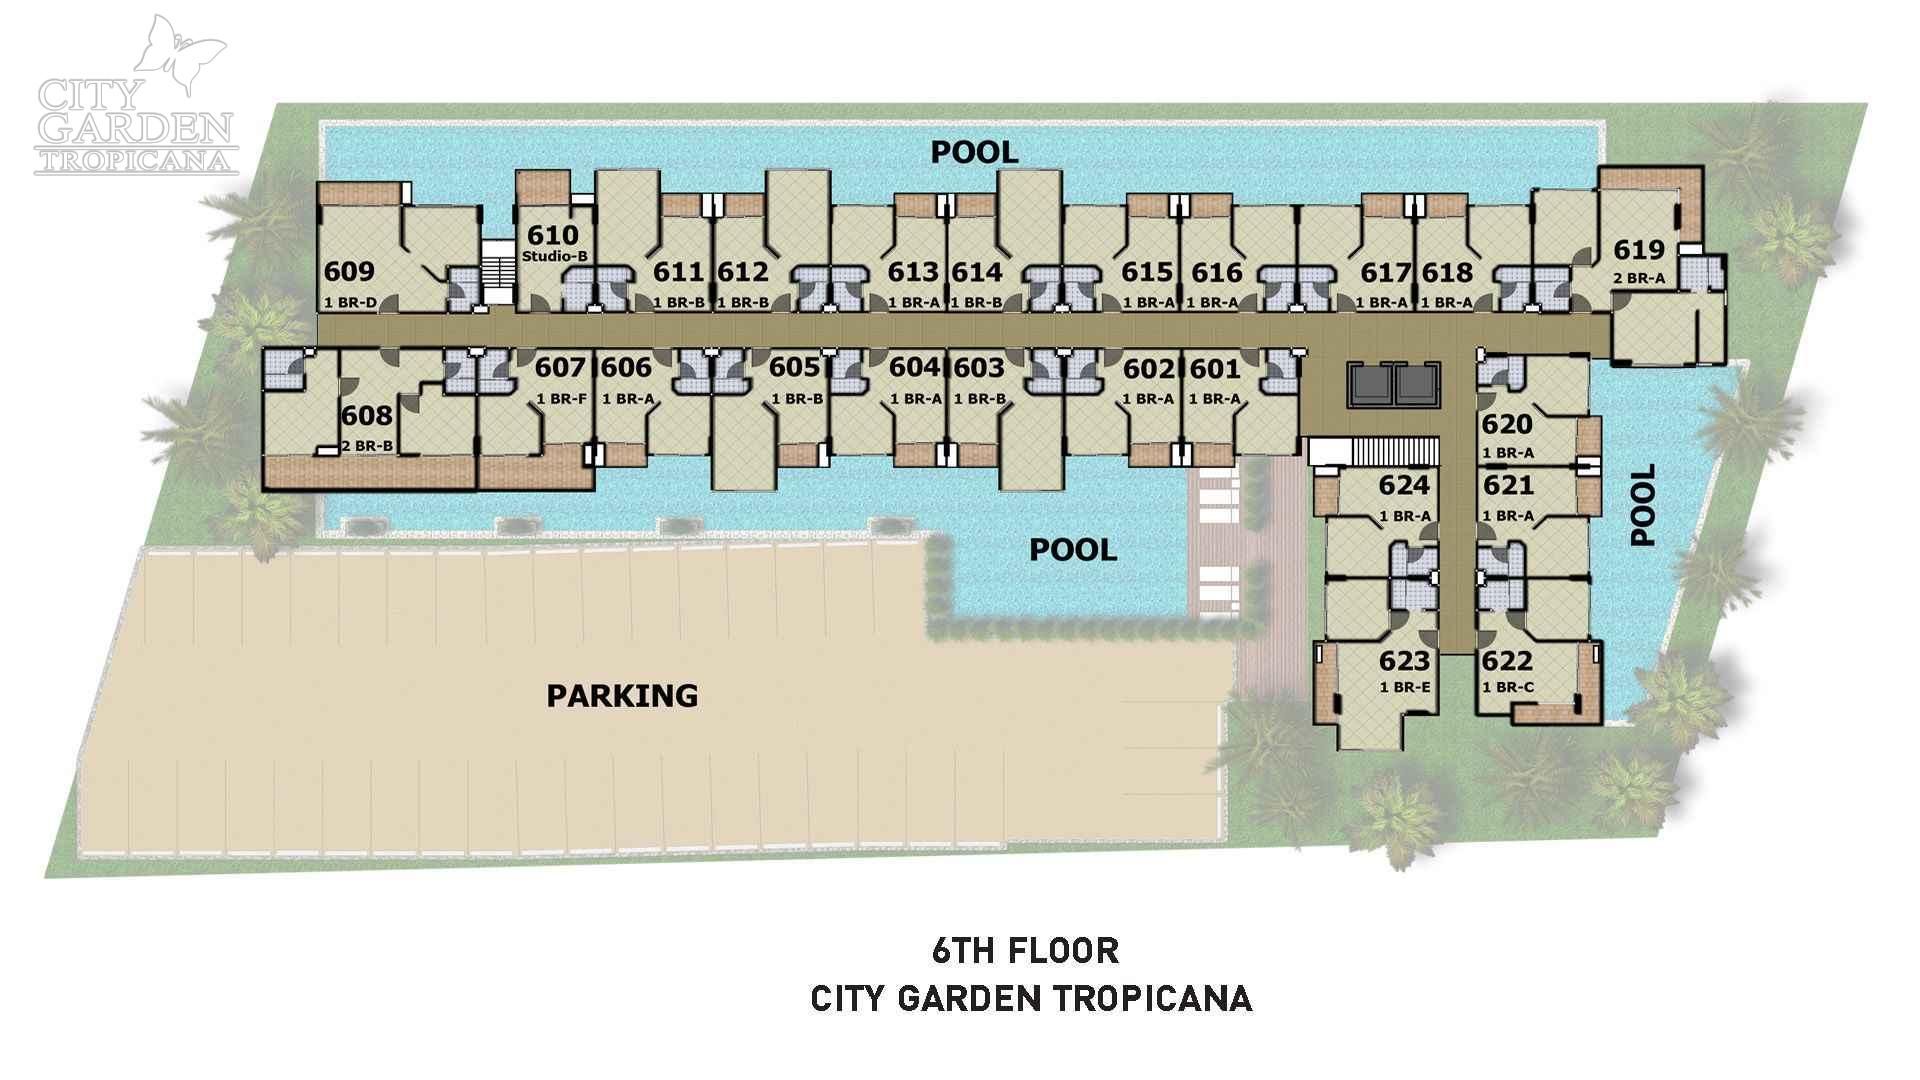 CITY
GARDEN
TROPICANA
POOL
609
1 BR-D
610
Studio-B
611
1 BR-B
612
1 BR-B
613
1 BR-A
614
1 BR-B
615
1 BR-A
616
1 BR-A
617
1 BR-A
618
1 BR-A
619
2 BR-A
608
2 BR-B
607
1 BR-F
606
1 BR-A
605
1 BR-B
604
1 BR-A
603
1 BR-B
602
1 BR-A
601
1 BR-A
620
1 BR-A
624
1 BR-A
621
1 BR-A
POOL
POOL
623
1 BR-E
622
1 BR-C
PARKING
6TH FLOOR
CITY GARDEN TROPICANA